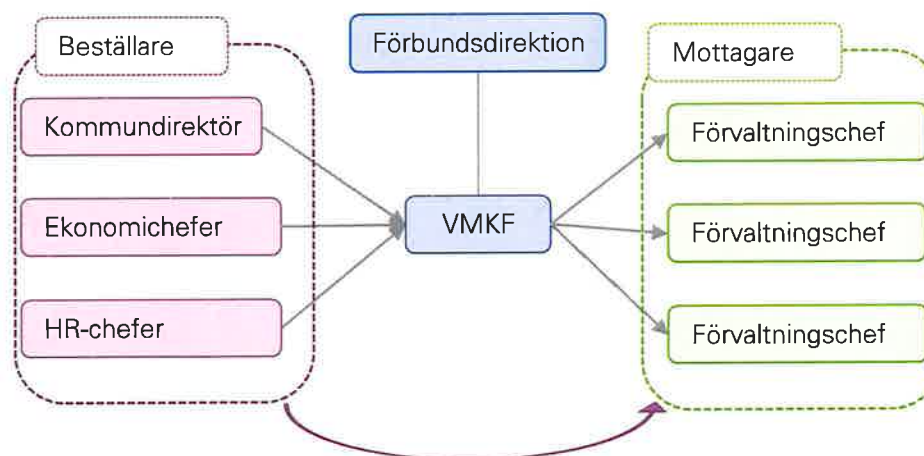 Beställare
Förbundsdirektion
Mottagare
Kommundirektör
Ekonomichefer
HR-chefer
VMKF
Förvaltningschef
Förvaltningschef
Förvaltningschef